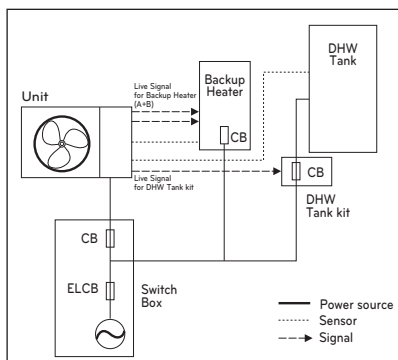 DHW
Tank
Backup
Heater
CB
Live Signal
for Backup Heater
(A+B)
Unit
CB
DHW
Tank kit
Live Signal
for DHW Tank kit
CB
ELCB
Switch
Box
Power source
Sensor
Signal